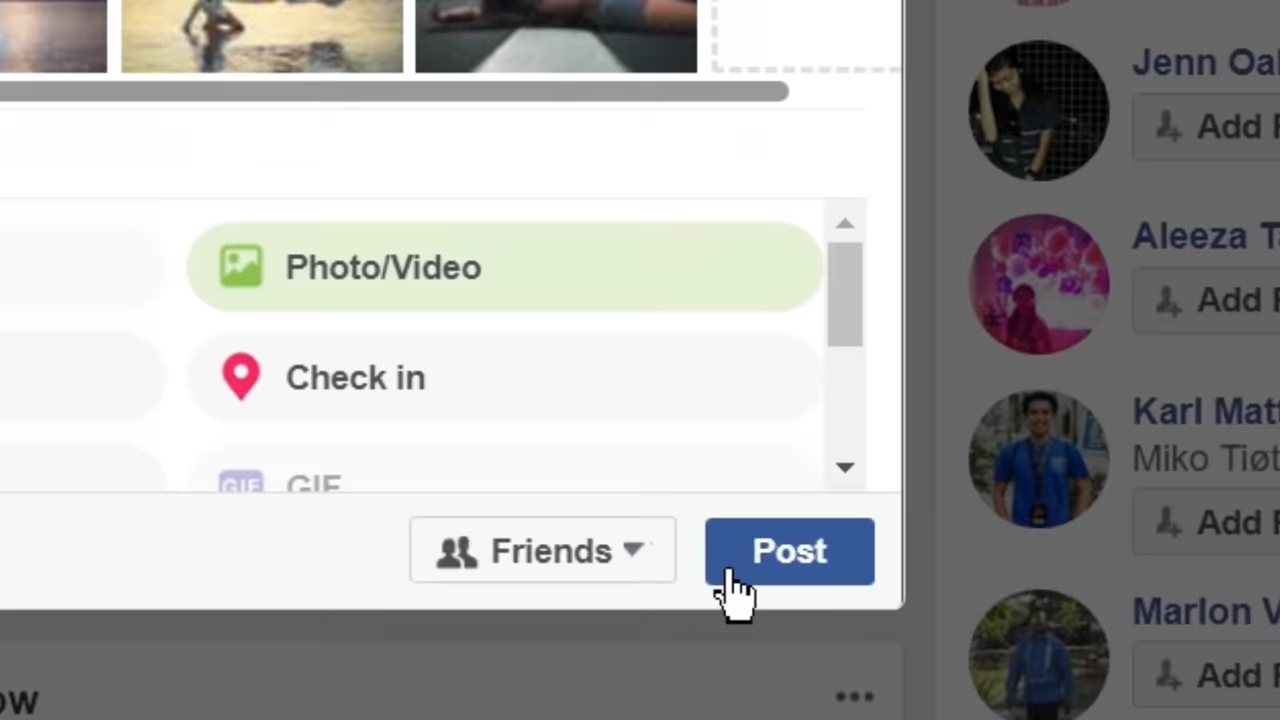 Jenn Oal
Add F
Photo/Video
Aleeza T
Add F
Check in
Karl Matt
Miko Tiøt
GIF GIF
Add F
Friends
Post
Marlon V
Add F
ow